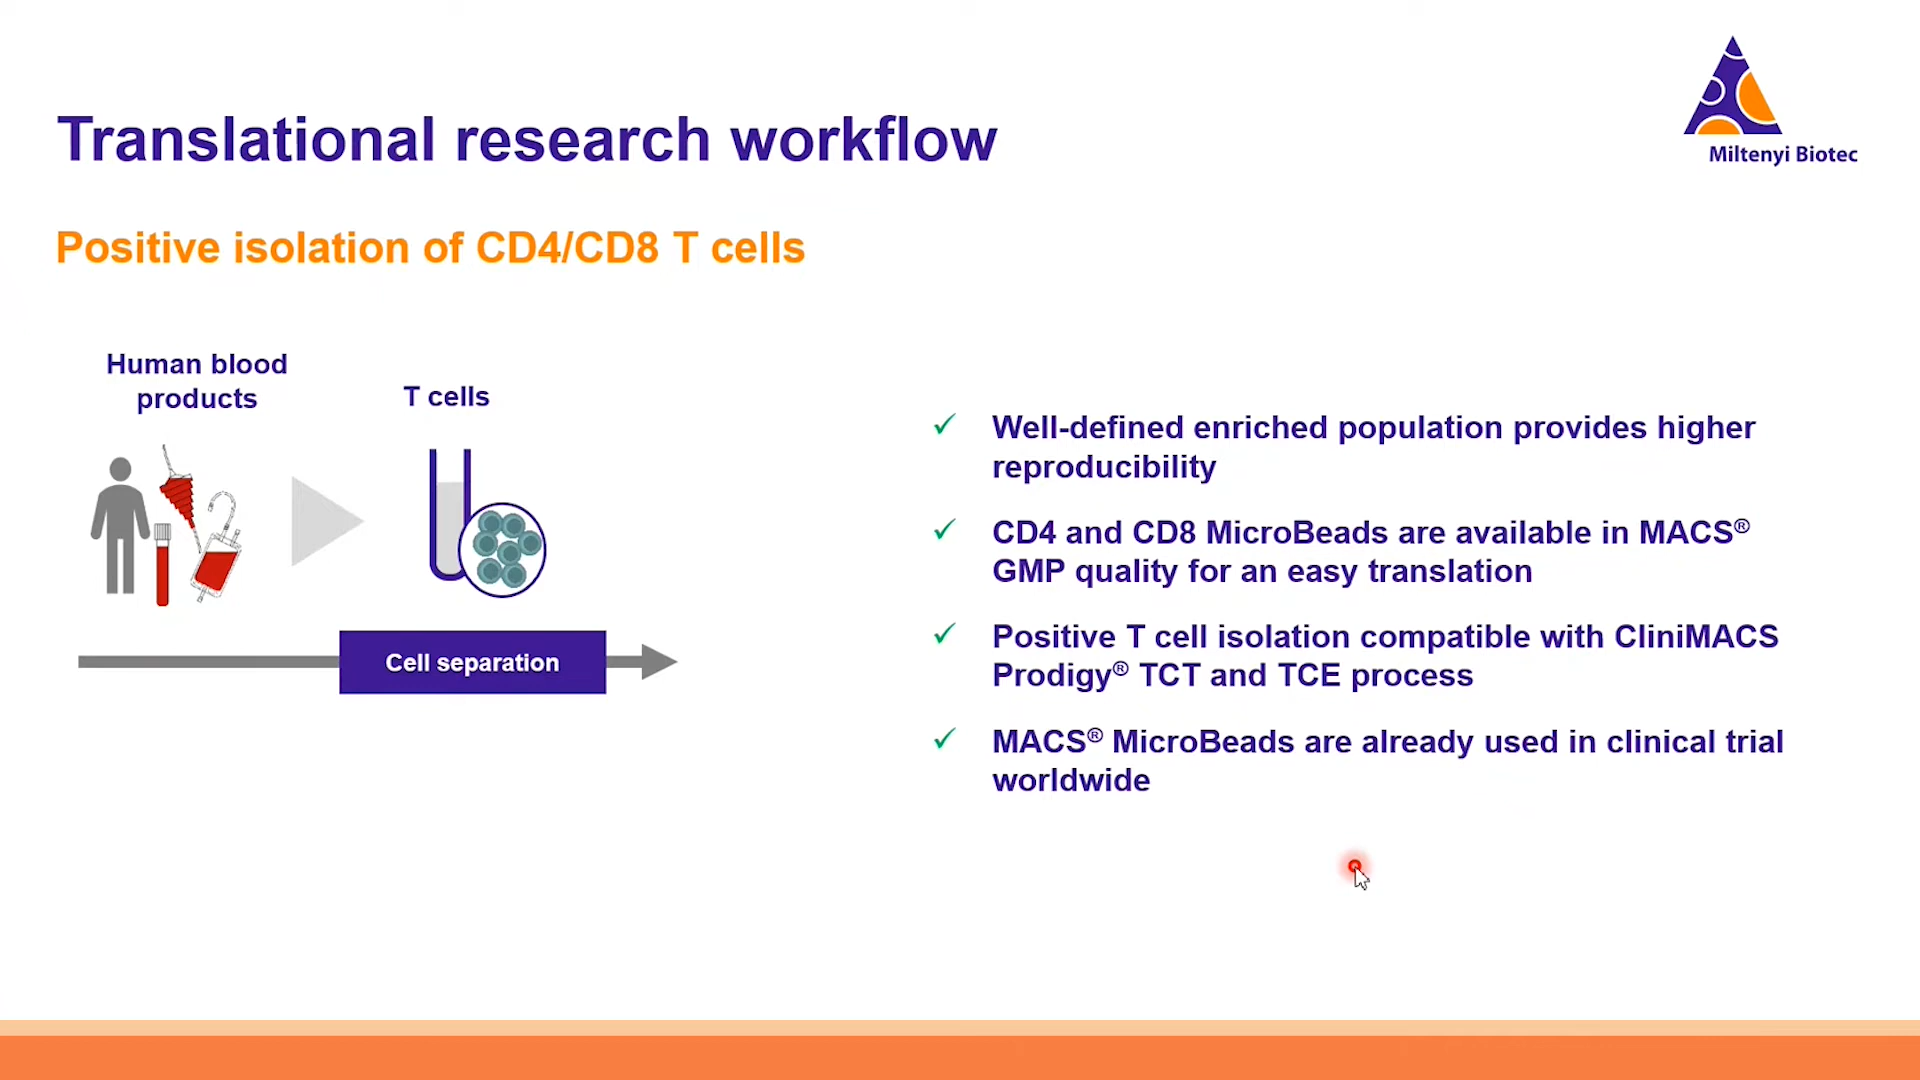 Miltenyi Biotec
Translational research workflow
Positive isolation of CD4/CD8 T cells
Human blood
products
T cells
Cell separation
✓ Well-defined enriched population provides higher
reproducibility
✓ CD4 and CD8 MicroBeads are available in MACS®
GMP quality for an easy translation
✓ Positive T cell isolation compatible with CliniMACS
Prodigy® TCT and TCE process
✓ MACS® MicroBeads are already used in clinical trial
worldwide